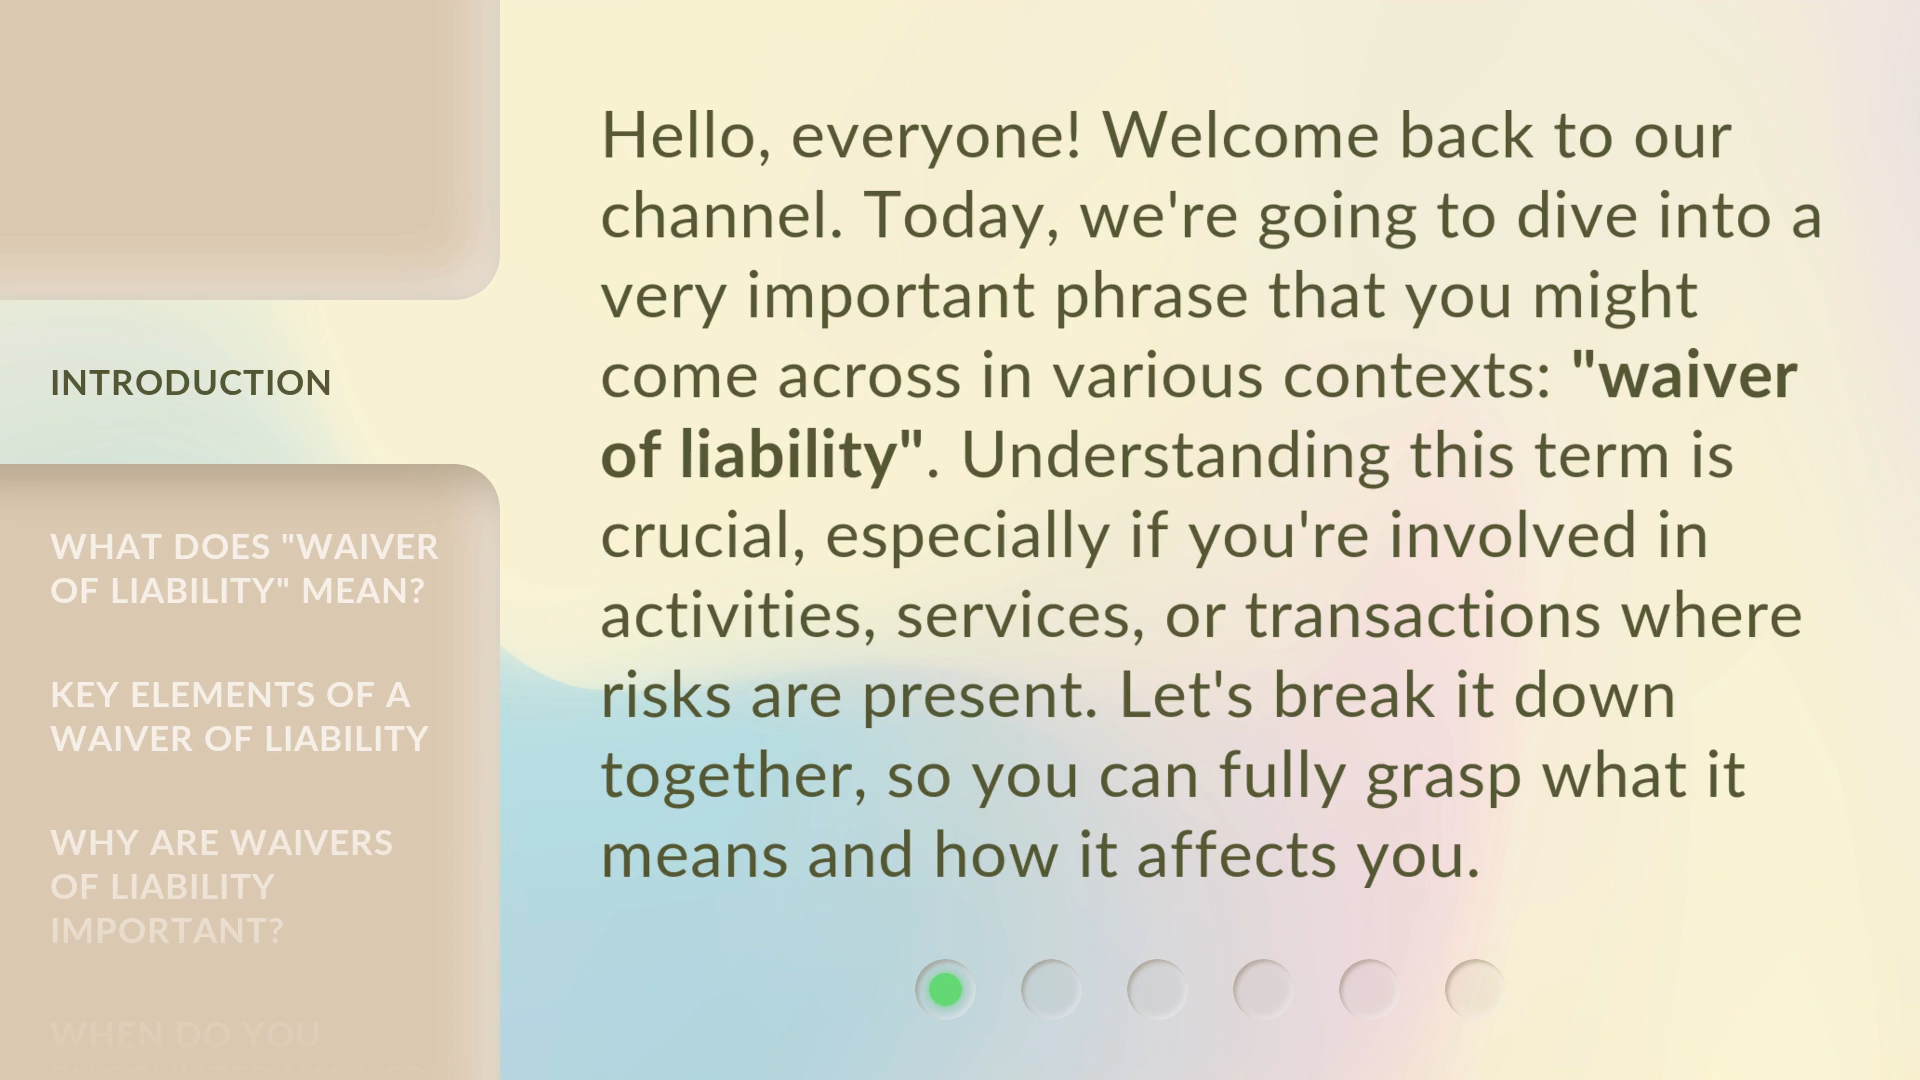 INTRODUCTION
WHAT DOES "WAIVER
OF LIABILITY" MEAN?
KEY ELEMENTS OF A
WAIVER OF LIABILITY
WHY ARE WAIVERS
OF LIABILITY
IMPORTANT?
WHEN DO YOU
Hello, everyone! Welcome back to our
channel. Today, we're going to dive into a
very important phrase that you might
come across in various contexts: "waiver
of liability". Understanding this term is
crucial, especially if you're involved in
activities, services, or transactions where
risks are present. Let's break it down
together, so you can fully grasp what it
means and how it affects you.